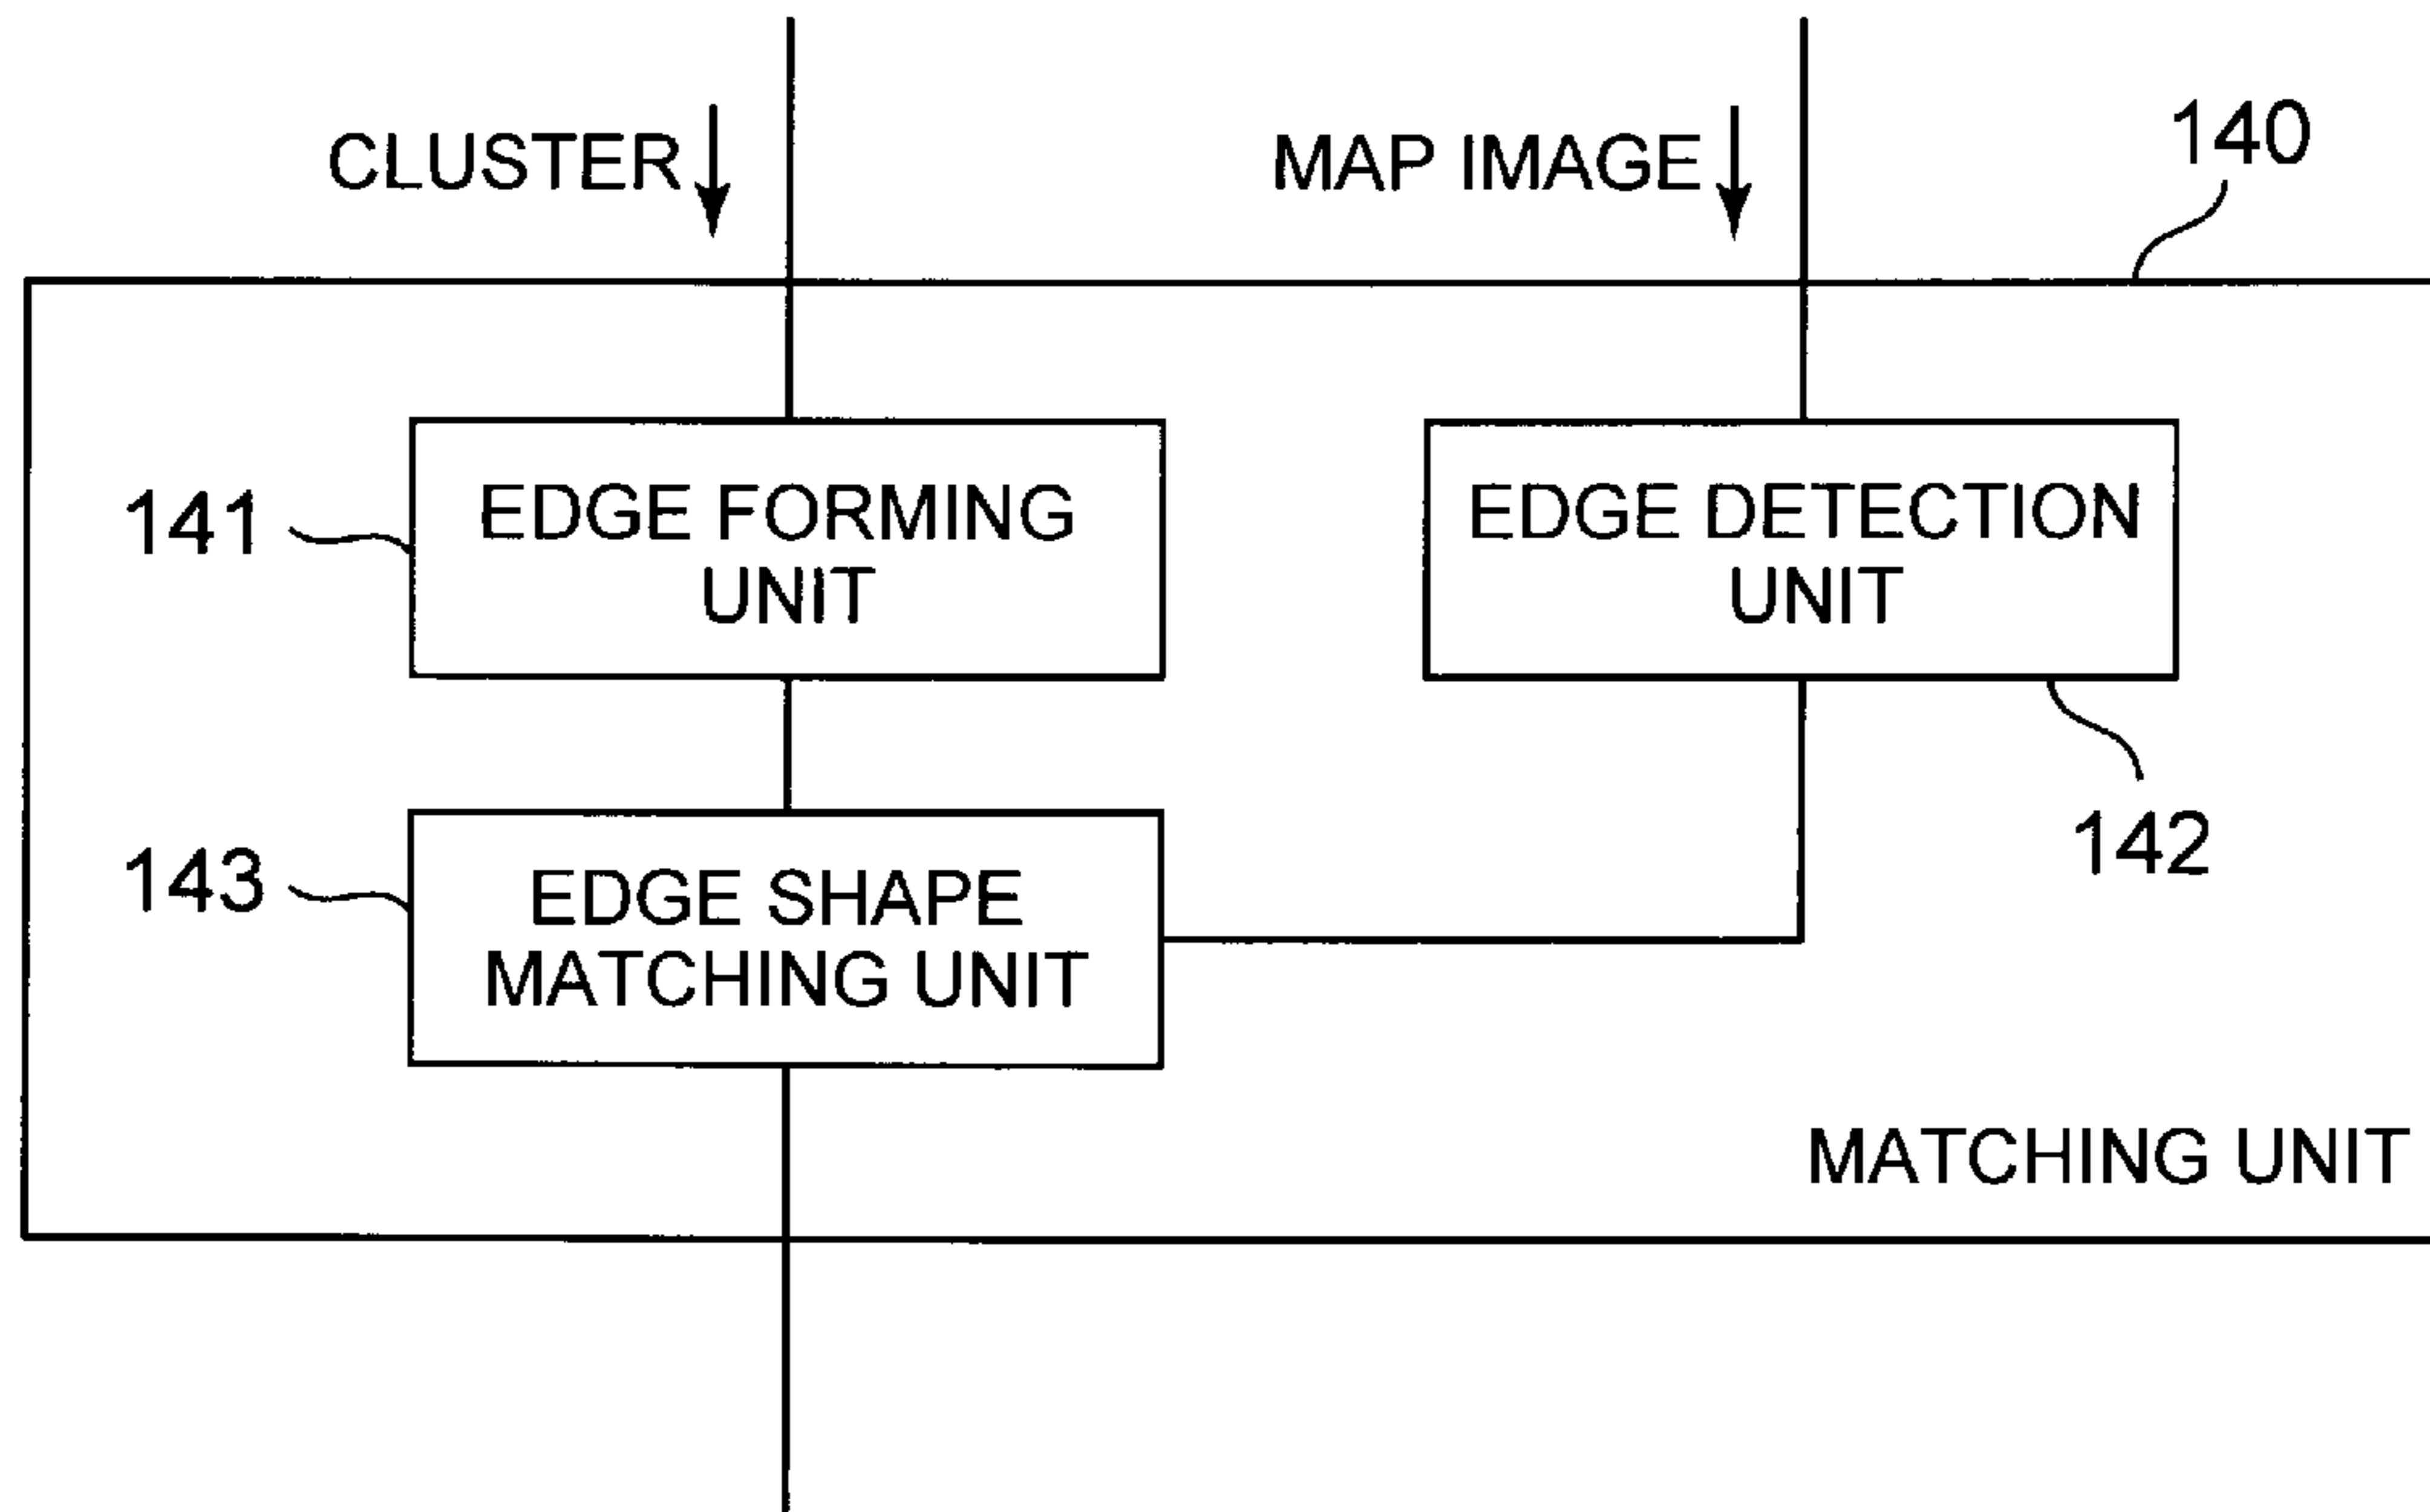 CLUSTER
MAP IMAGE
140
141
EDGE FORMING
UNIT
EDGE DETECTION
UNIT
142
143
EDGE SHAPE
MATCHING UNIT
MATCHING UNIT